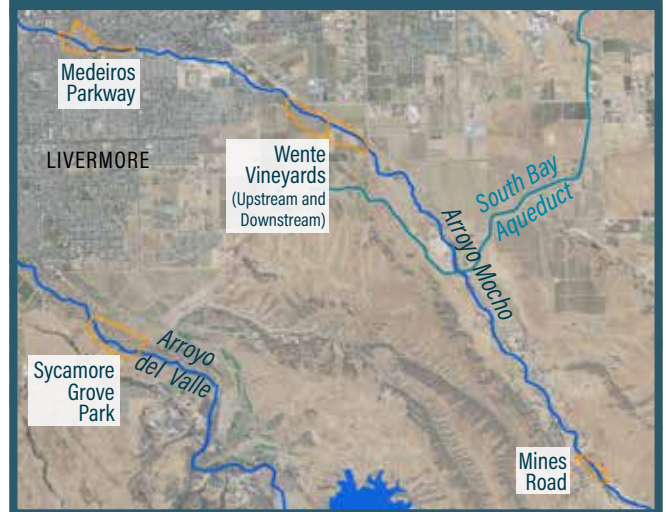 Medeiros
Parkway
LIVERMORE
Wente
Vineyards
(Upstream and
Downstream)
South Bay
Aqueduct
Arroyo Mocho
Arroyo
del Valle
Sycamore
Grove
Park
Mines
Road